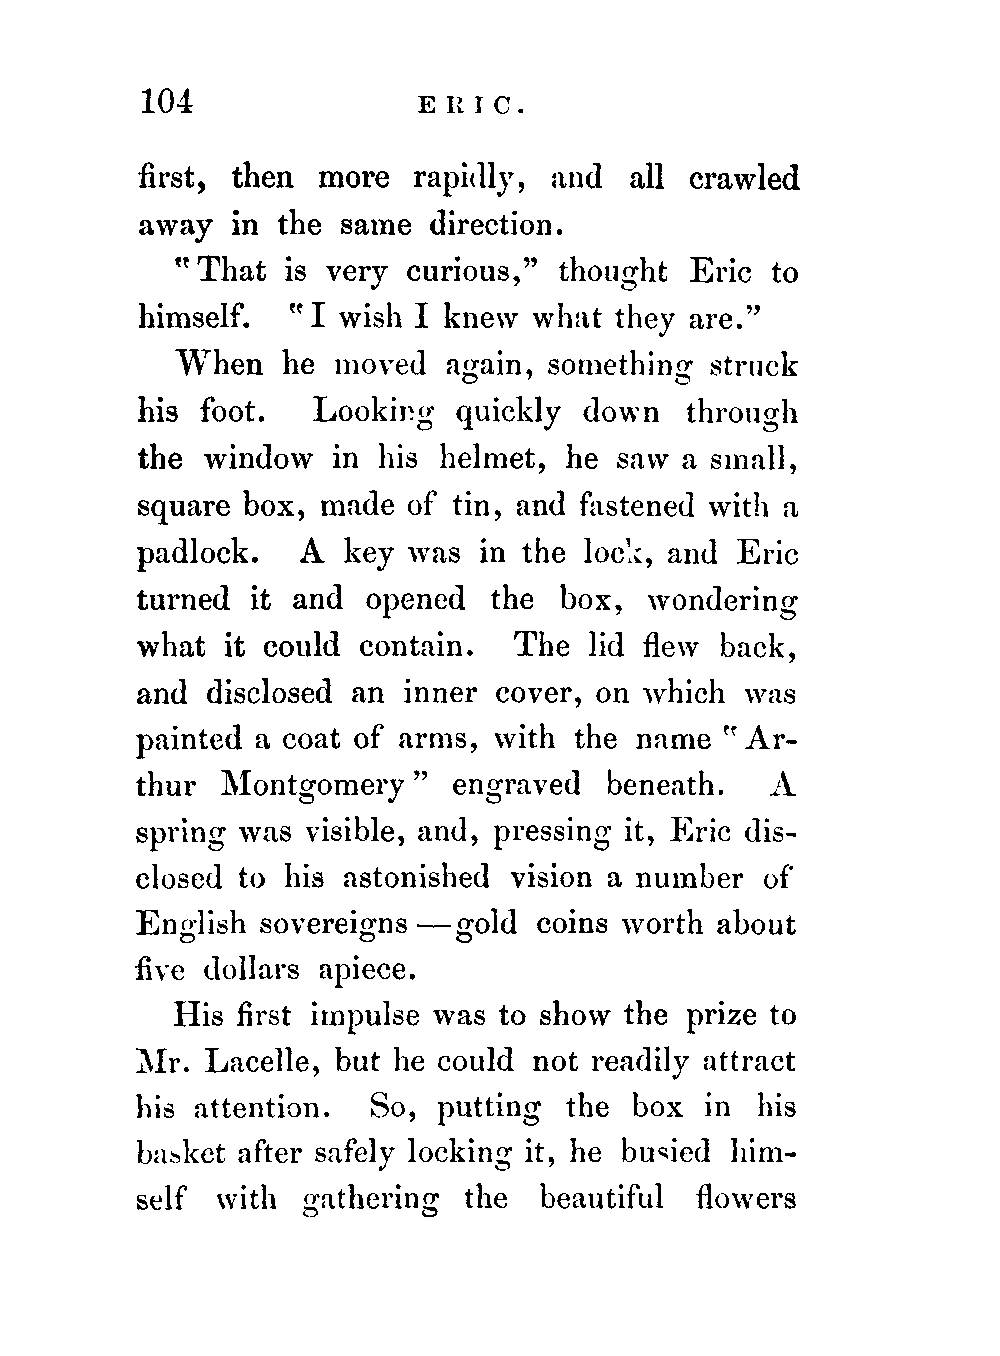 104 ERIC.
first, then more rapidly, and all crawled
away in the same direction.
"That is very curious," thought Eric to
himself. "I wish I knew what they are."
When he moved again, something struck
his foot. Looking quickly down through
the window in his helmet, he saw a small,
square box, made of tin, and fastened with a
padlock. A key was in the lock, and Eric
turned it and opened the box, wondering
what it could contain. The lid flew back,
and disclosed an inner cover, on which was
painted a coat of arms, with the name "Ar-
thur Montgomery" engraved beneath. A
spring was visible, and, pressing it, Eric dis-
closed to his astonished vision a number of
English sovereigns—gold coins worth about
five dollars apiece.
His first impulse was to show the prize to
Mr. Lacelle, but he could not readily attract
his attention. So, putting the box in his
basket after safely locking it, he busied him-
self with gathering the beautiful flowers